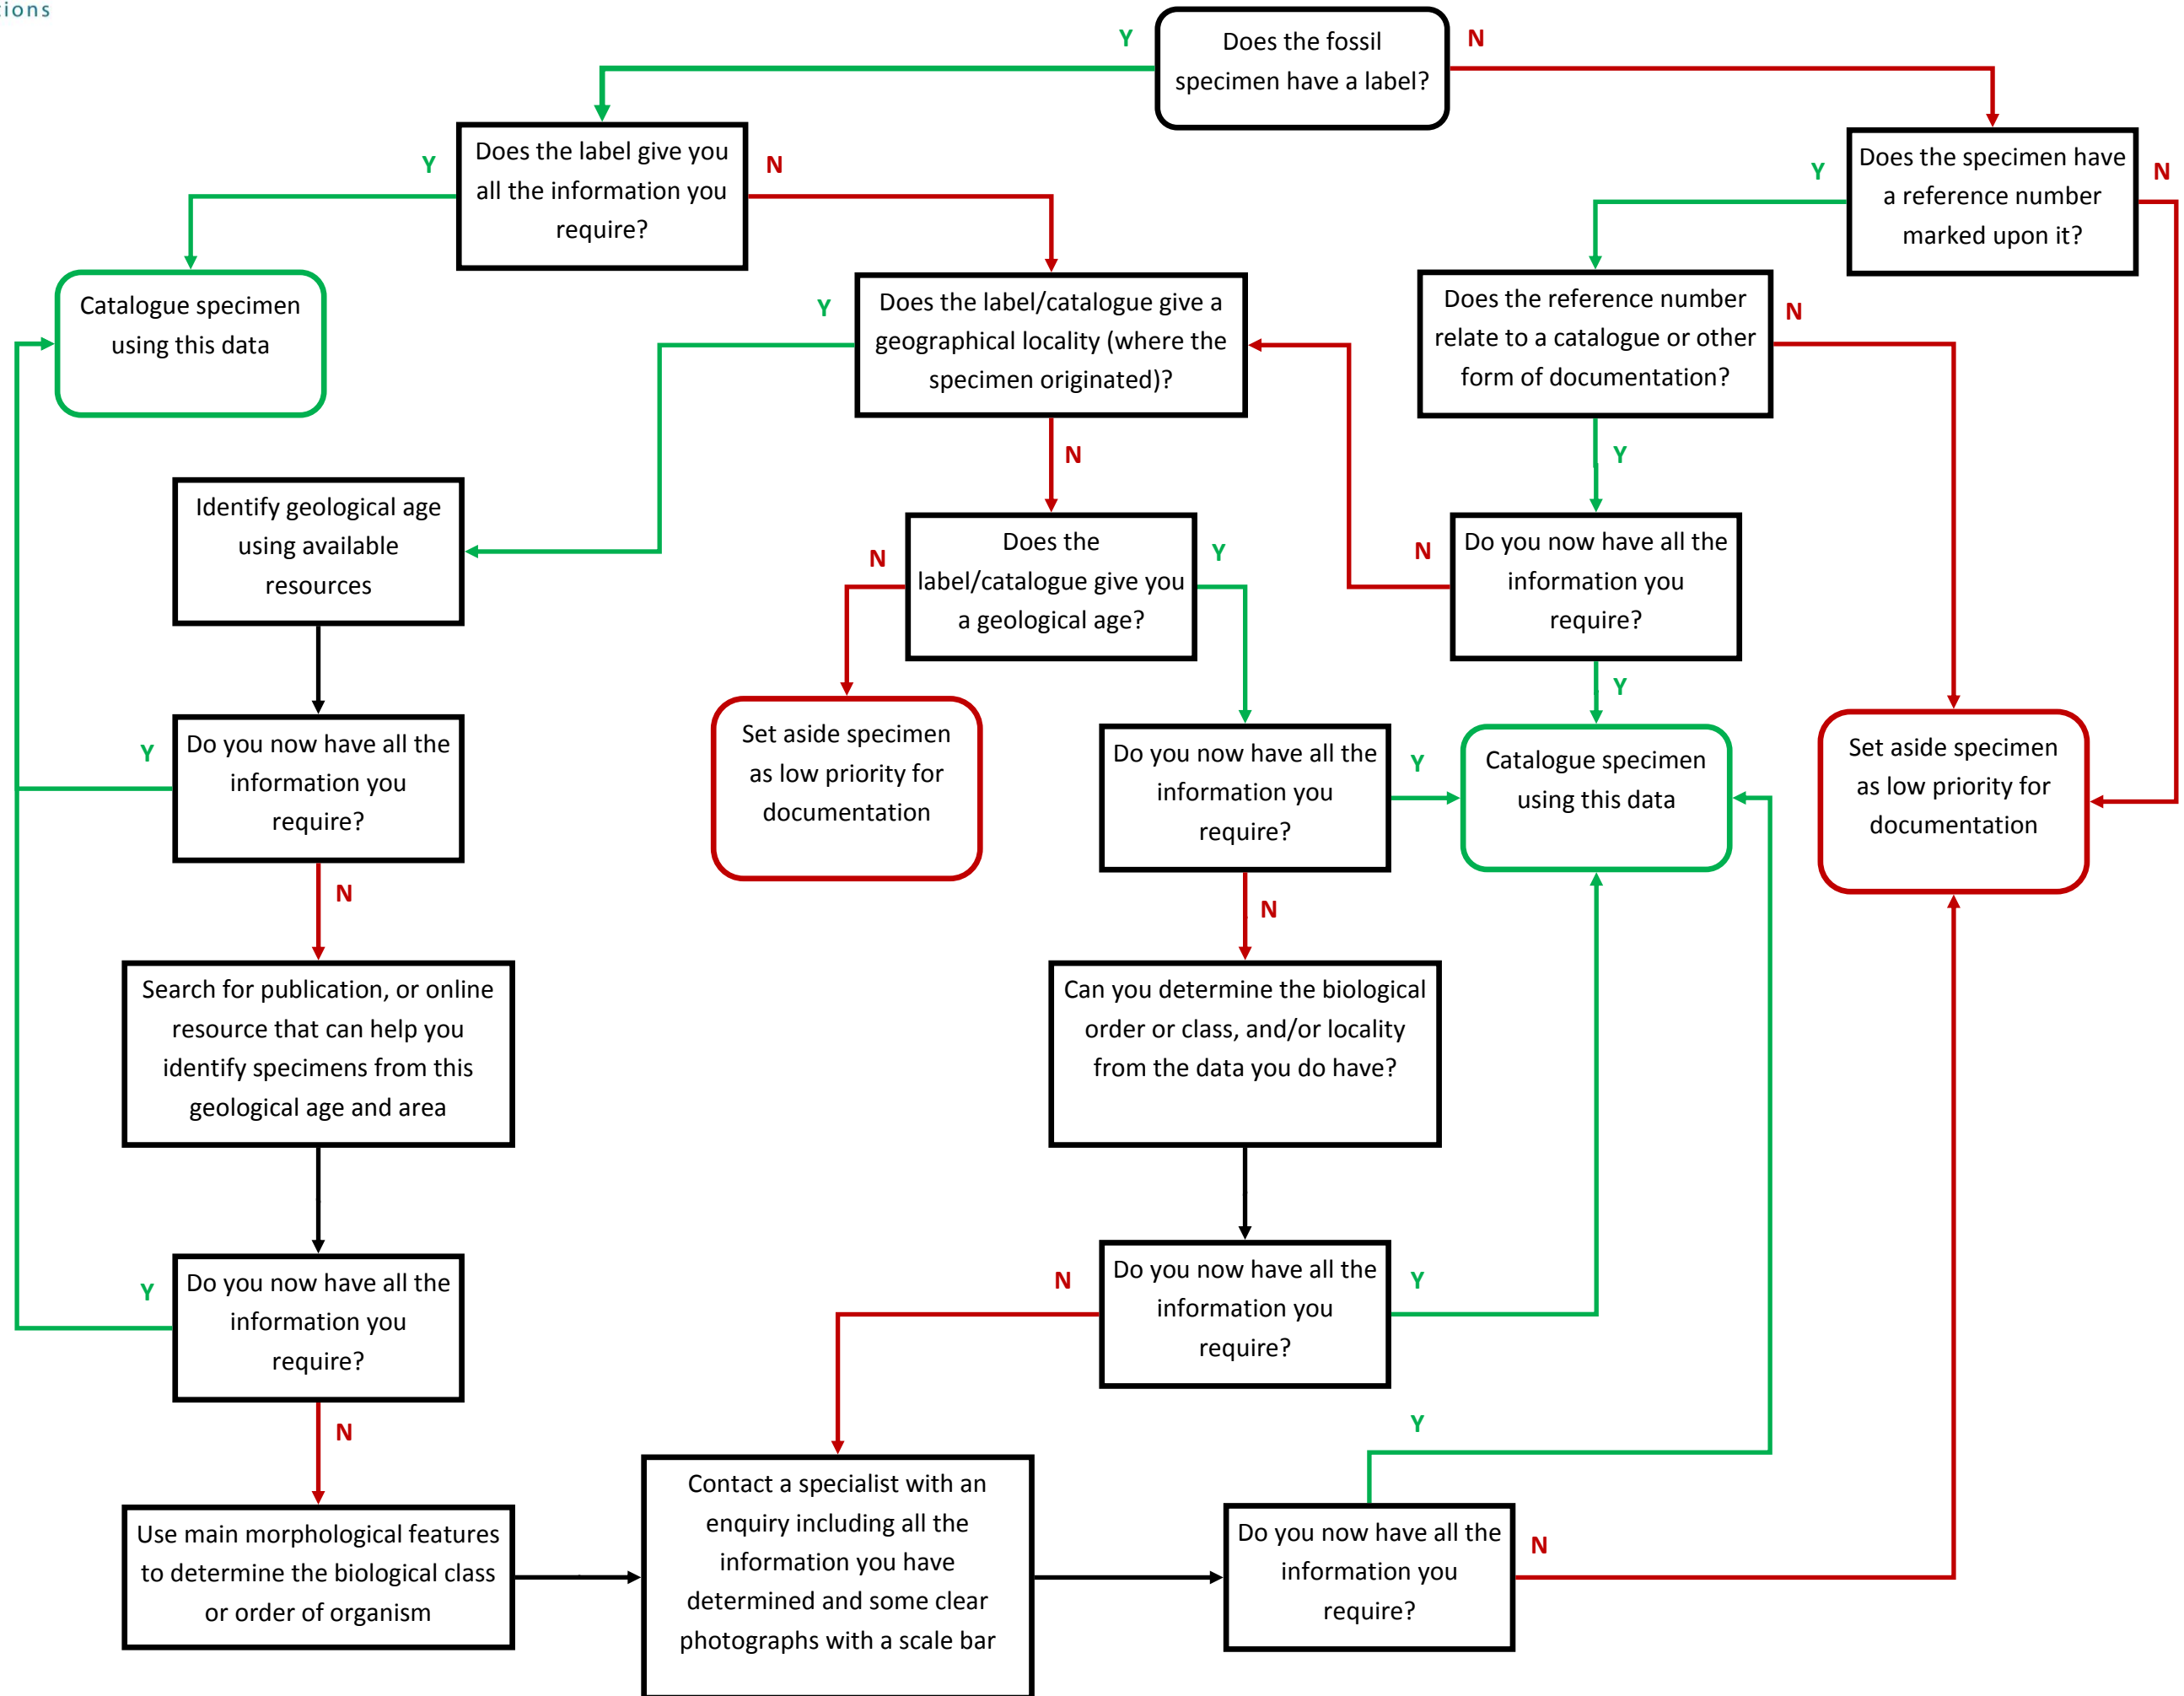 Y
Does the fossil
specimen have a label?
N
Y
Does the label give you
all the information you
require?
N
Y
Does the specimen have
a reference number
marked upon it?
N
Catalogue specimen
using this data
Y
Does the label/catalogue give a
geographical locality (where the
specimen originated)?
Does the reference number
relate to a catalogue or other
form of documentation?
N
N
Y
Identify geological age
using available
resources
N
Does the
label/catalogue give you
a geological age?
Y
N
Do you now have all the
information you
require?
Y
Y
Do you now have all the
information you
require?
N
Set aside specimen
as low priority for
documentation
Do you now have all the
information you
require?
Y
N
Catalogue specimen
using this data
Set aside specimen
as low priority for
documentation
Search for publication, or online
resource that can help you
identify specimens from this
geological age and area
Can you determine the biological
order or class, and/or locality
from the data you do have?
Y
Do you now have all the
information you
require?
N
N
Do you now have all the
information you
require?
Y
Use main morphological features
to determine the biological class
or order of organism
Contact a specialist with an
enquiry including all the
information you have
determined and some clear
photographs with a scale bar
Y
Do you now have all the
information you
require?
N